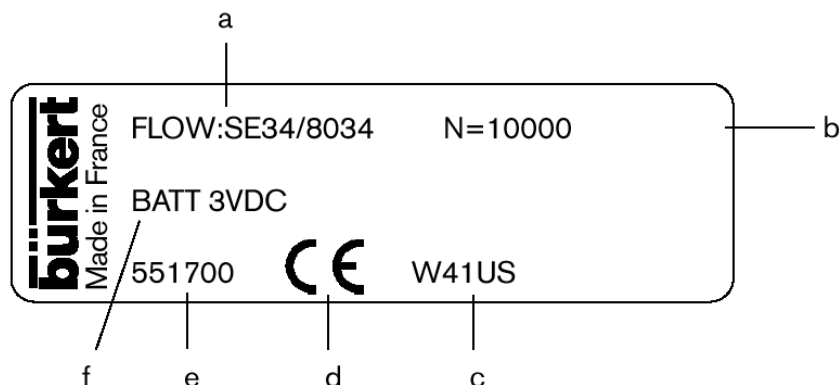 a
FLOW:SE34/8034 N=10000
b
bürkert
Made in France
BATT 3VDC
551700 CE W41US
f e d c